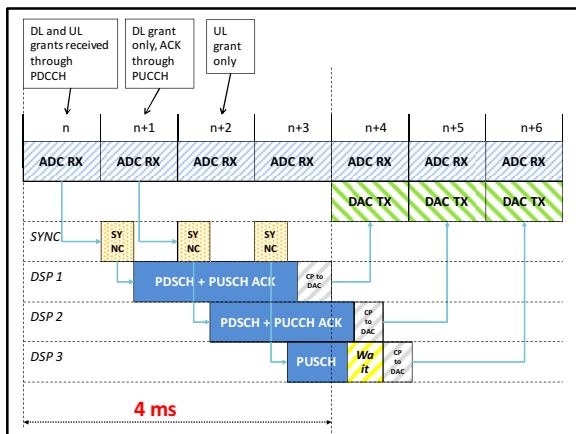 DL and UL
grants received
through
PDCCH
DL grant
only, ACK
through
PUCCH
UL
grant
only
n n+1 n+2 n+3 n+4 n+5 n+6
ADC RX ADC RX ADC RX ADC RX ADC RX ADC RX ADC RX
DAC TX DAC TX DAC TX
SYNC
SY
NC
SY
NC
SY
NC
DSP 1
PDSCH + PUSCH ACK
CP to
DAC
DSP 2
PDSCH + PUCCH ACK
CP
to
DAC
DSP 3
PUSCH
Wa
it
CP
to
DAC
4 ms